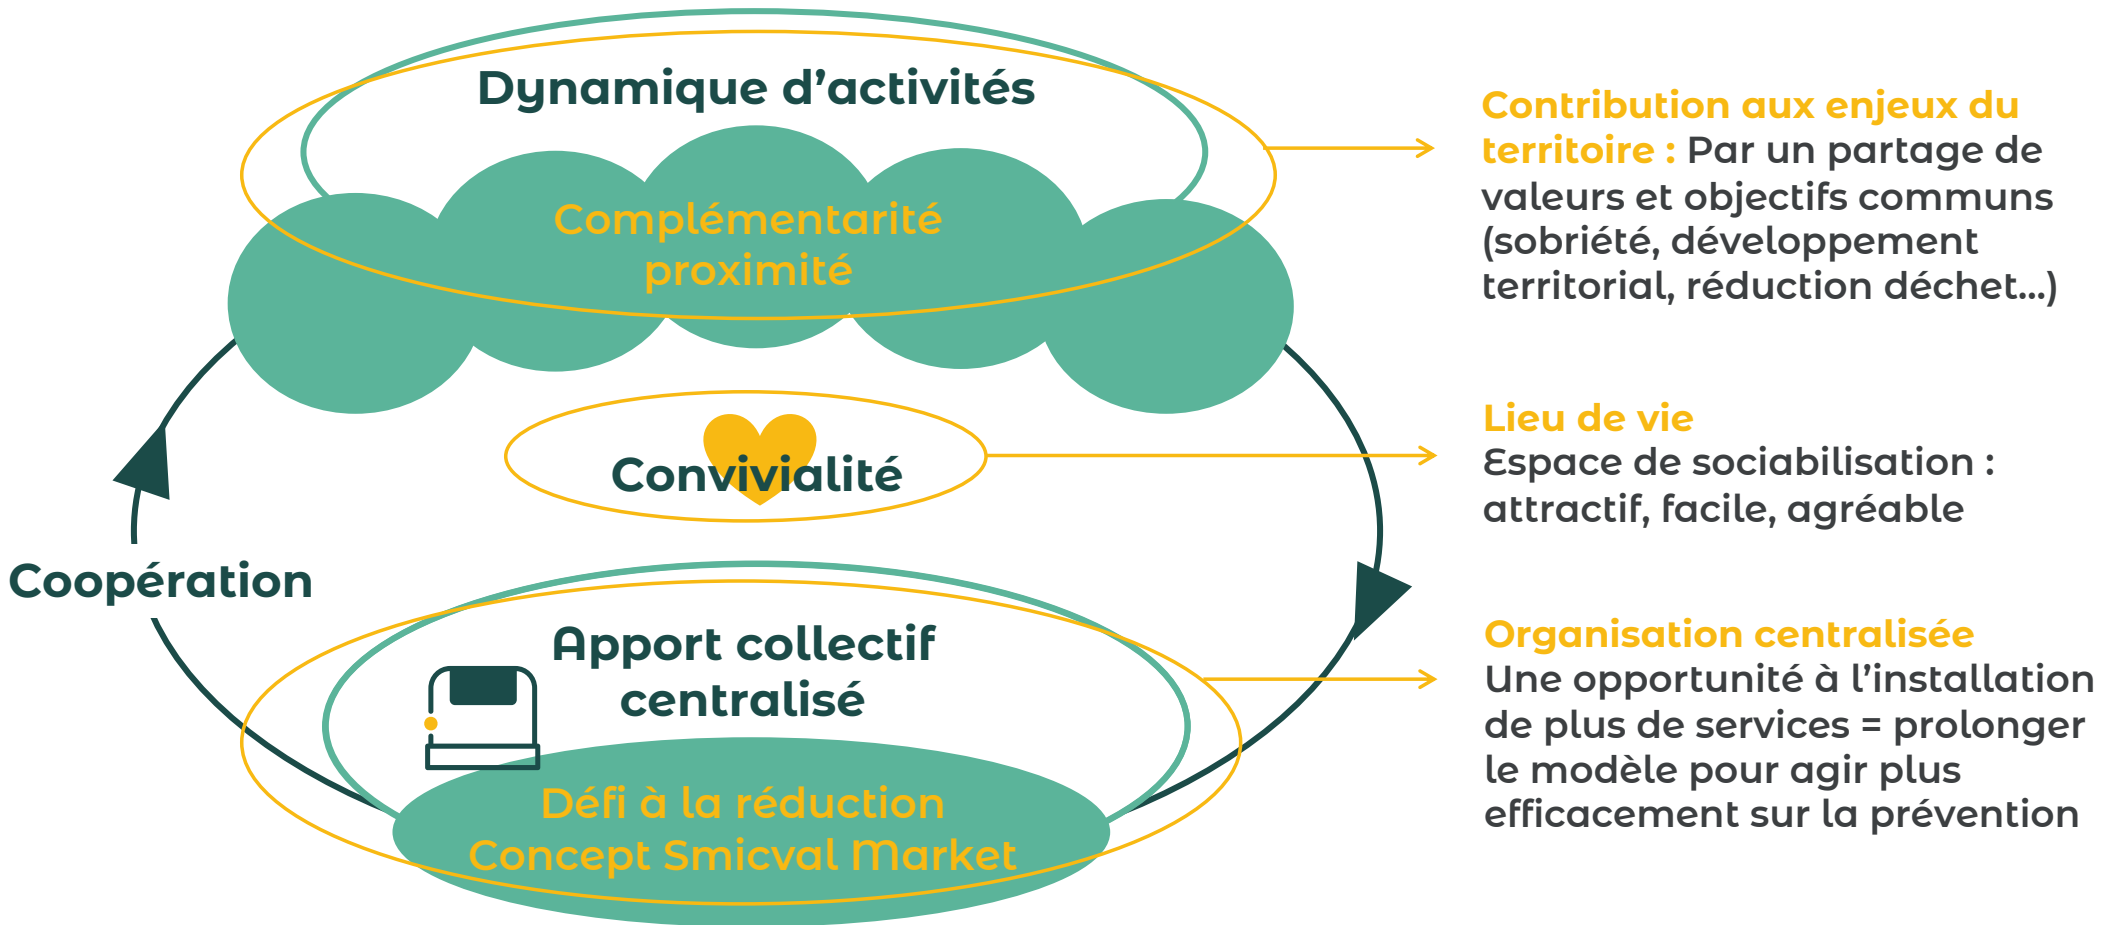 Dynamique d’activités
Complémentarité
proximité
Convivialité
Coopération
Apport collectif
centralisé
Défi à la réduction
Concept Smicval Market
Contribution aux enjeux du
territoire : Par un partage de
valeurs et objectifs communs
(sobriété, développement
territorial, réduction déchet...)
Lieu de vie
Espace de sociabilisation :
attractif, facile, agréable
Organisation centralisée
Une opportunité à l’installation
de plus de services = prolonger
le modèle pour agir plus
efficacement sur la prévention